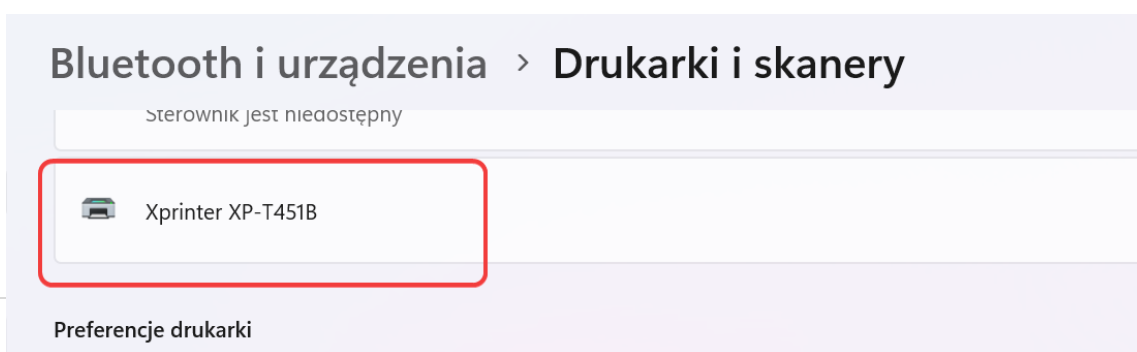 Bluetooth i urządzenia > Drukarki i skanery
Sterownik jest niedostępny
Xprinter XP-T451B
Preferencje drukarki